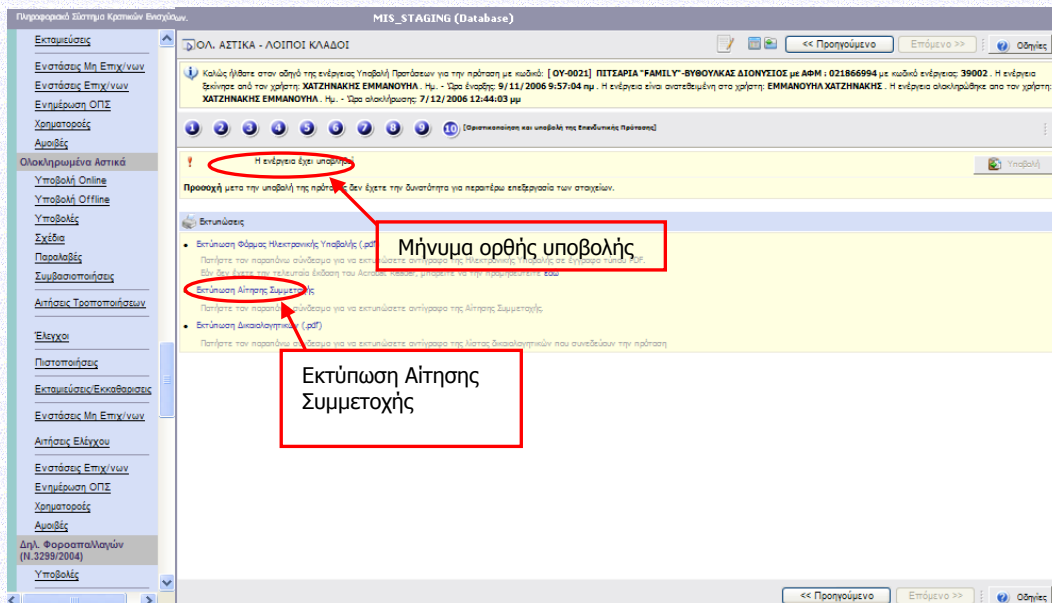 Πληροφοριακό Σύστημα Κρατικών Ενισχύσεων.
MIS_STAGING (Database)
Εκταμιεύσεις
Ενστάσεις Μη Επιχ/νων
Ενστάσεις Επιχ/νων
Ενημέρωση ΟΠΣ
Χρηματοροές
Αμοιβές
Ολοκληρωμένα Αστικά
Υποβολή Online
Υποβολή Offline
Υποβολές
Σχέδια
Παραλαβές
Συμβασιοποιήσεις
Αιτήσεις Τροποποιήσεων
Έλεγχοι
Πιστοποιήσεις
Εκταμιεύσεις/Εκκαθαρισεις
Ενστάσεις Μη Επιχ/νων
Αιτήσεις Ελέγχου
Ενστάσεις Επιχ/νων
Ενημέρωση ΟΠΣ
Χρηματοροές
Αμοιβές
Δηλ. Φοροαπαλλαγών
(Ν.3299/2004)
Υποβολές
ΟΛ. ΑΣΤΙΚΑ - ΛΟΙΠΟΙ ΚΛΑΔΟΙ
<< Προηγούμενο
Επόμενο >>
Οδηγίες
Καλώς ήλθατε στον οδηγό της ενέργειας Υποβολή Προτάσεων για την πρόταση με κωδικό: [ ΟΥ-0021] ΠΙΤΣΑΡΙΑ "FAMILY"-ΒΥΘΟΥΛΚΑΣ ΔΙΟΝΥΣΙΟΣ με ΑΦΜ : 021866994 με κωδικό ενέργειας: 39002 . Η ενέργεια
ξεκίνησε από τον χρήστη: ΧΑΤΖΗΝΑΚΗΣ ΕΜΜΑΝΟΥΗΛ . Ημ. - Ώρα έναρξης: 9/11/2006 9:57:04 πμ . Η ενέργεια είναι ανατεθειμένη στο χρήστη: ΕΜΜΑΝΟΥΗΛ ΧΑΤΖΗΝΑΚΗΣ . Η ενέργεια ολοκληρώθηκε απο τον χρήστη:
ΧΑΤΖΗΝΑΚΗΣ ΕΜΜΑΝΟΥΗΛ . Ημ. - Ώρα ολοκλήρωσης: 7/12/2006 12:44:03 μμ
1 2 3 4 5 6 7 8 9 10 [Οριστικοποίηση και υποβολή της Επενδυτικής Πρότασης]
Η ενέργεια έχει υποβληθεί
Υποβολή
Προσοχή μετα την υποβολή της πρότασης δεν έχετε την δυνατότητα για περαιτέρω επεξεργασία των στοιχείων.
Εκτυπώσεις
Εκτύπωση Φόρμας Ηλεκτρονικής Υποβολής (.pdf)
Πατήστε τον παραπάνω σύνδεσμο για να εκτυπώσετε αντίγραφο της Ηλεκτρονικής Υποβολής σε έγγραφο τύπου PDF.
Εάν δεν έχετε την τελευταία έκδοση του Acrobat Reader, μπορείτε να την προμηθευτείτε εδώ
Εκτύπωση Αίτησης Συμμετοχής
Πατήστε τον παραπάνω σύνδεσμο για να εκτυπώσετε αντίγραφο της Αίτησης Συμμετοχής.
Εκτύπωση Δικαιολογητικών (.pdf)
Πατήστε τον παραπάνω σύνδεσμο για να εκτυπώσετε αντίγραφο της λίστας δικαιολογητικών που συνοδεύουν την πρόταση
Μήνυμα ορθής υποβολής
Εκτύπωση Αίτησης
Συμμετοχής
<< Προηγούμενο
Επόμενο >>
Οδηγίες